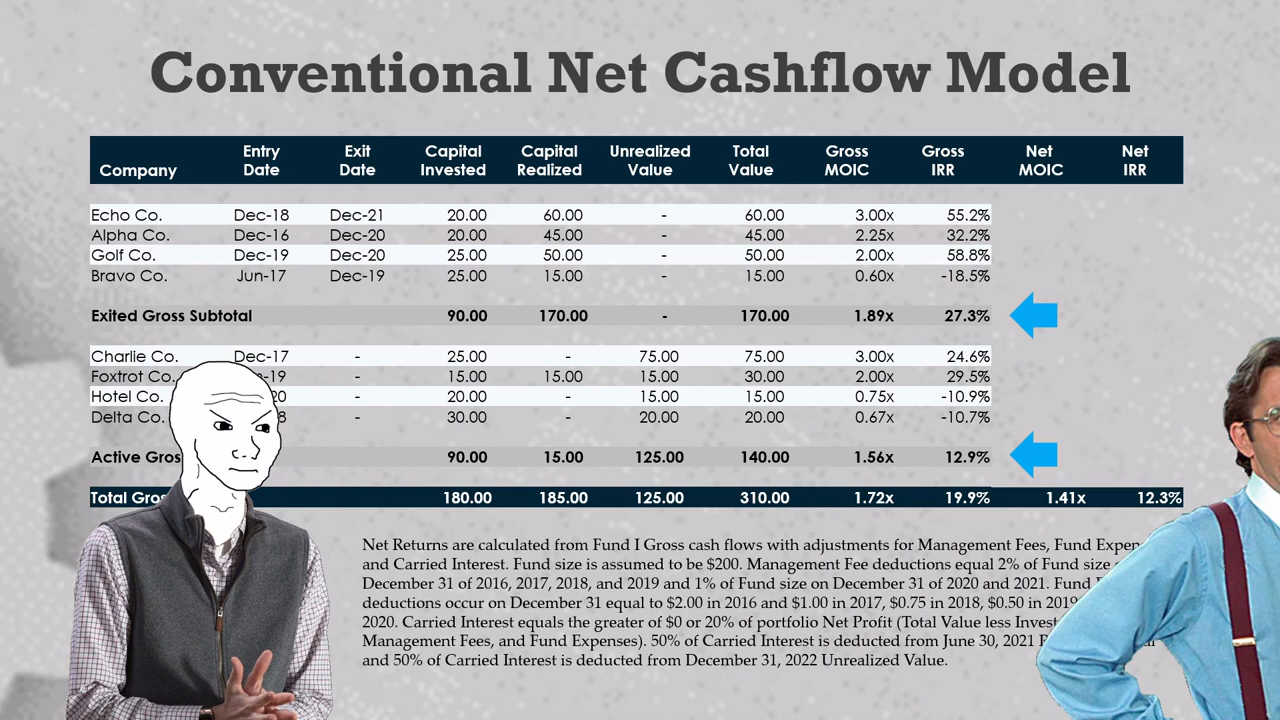 Conventional Net Cashflow Model
Company Entry Date Exit Date Capital Invested Capital Realized Unrealized Value Total Value Gross MOIC Gross IRR Net MOIC Net IRR
Echo Co. Dec-18 Dec-21 20.00 60.00 - 60.00 3.00x 55.2%
Alpha Co. Dec-16 Dec-20 20.00 45.00 - 45.00 2.25x 32.2%
Golf Co. Dec-19 Dec-20 25.00 50.00 - 50.00 2.00x 58.8%
Bravo Co. Jun-17 Dec-19 25.00 15.00 - 15.00 0.60x -18.5%
Exited Gross Subtotal 90.00 170.00 - 170.00 1.89x 27.3%
Charlie Co. Dec-17 - 25.00 - 75.00 75.00 3.00x 24.6%
Foxtrot Co. -19 - 15.00 15.00 15.00 30.00 2.00x 29.5%
Hotel Co. 20 - 20.00 - 15.00 15.00 0.75x -10.9%
Delta Co. 8 - 30.00 - 20.00 20.00 0.67x -10.7%
Active Gros 90.00 15.00 125.00 140.00 1.56x 12.9%
Total Gro 180.00 185.00 125.00 310.00 1.72x 19.9% 1.41x 12.3%
Net Returns are calculated from Fund I Gross cash flows with adjustments for Management Fees, Fund Expen
and Carried Interest. Fund size is assumed to be $200. Management Fee deductions equal 2% of Fund size
December 31 of 2016, 2017, 2018, and 2019 and 1% of Fund size on December 31 of 2020 and 2021. Fund
deductions occur on December 31 equal to $2.00 in 2016 and $1.00 in 2017, $0.75 in 2018, $0.50 in 2019
2020. Carried Interest equals the greater of $0 or 20% of portfolio Net Profit (Total Value less Invest
Management Fees, and Fund Expenses). 50% of Carried Interest is deducted from June 30, 2021
and 50% of Carried Interest is deducted from December 31, 2022 Unrealized Value.